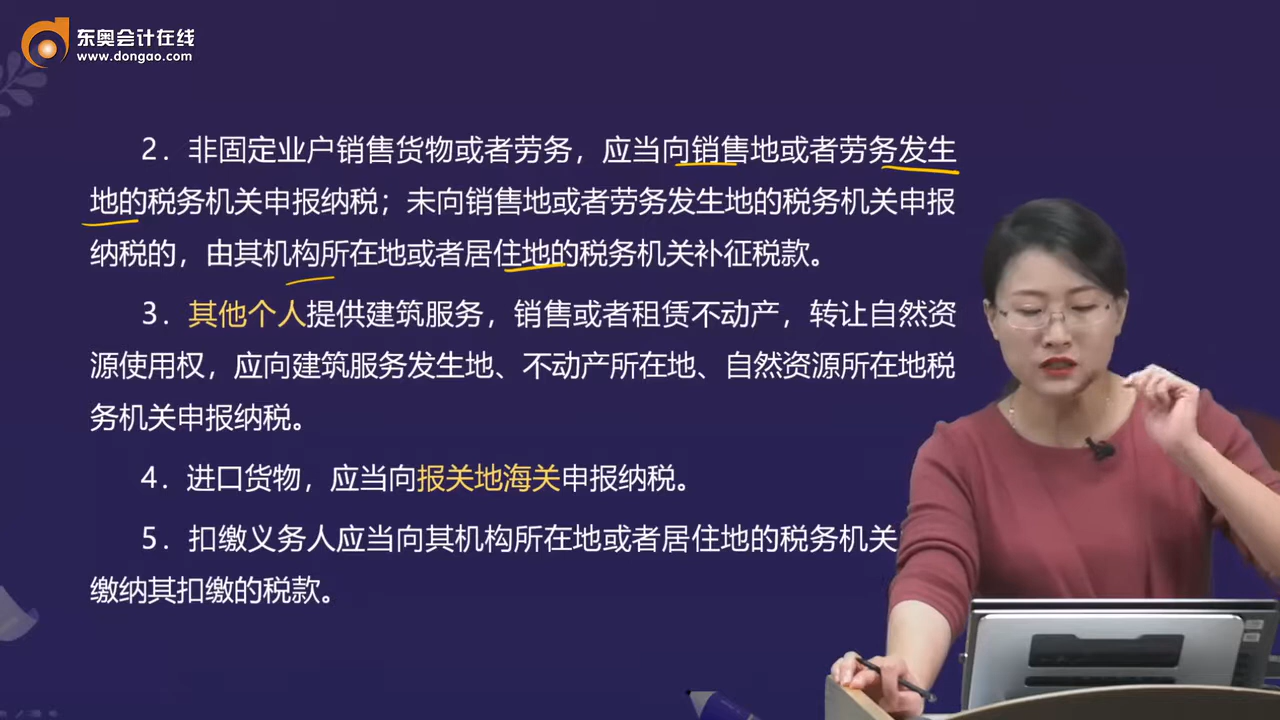 东奥会计在线
www.dongao.com
2．非固定业户销售货物或者劳务，应当向销售地或者劳务发生
地的税务机关申报纳税；未向销售地或者劳务发生地的税务机关申报
纳税的，由其机构所在地或者居住地的税务机关补征税款。
3．其他个人提供建筑服务，销售或者租赁不动产，转让自然资
源使用权，应向建筑服务发生地、不动产所在地、自然资源所在地税
务机关申报纳税。
4．进口货物，应当向报关地海关申报纳税。
5．扣缴义务人应当向其机构所在地或者居住地的税务机关
缴纳其扣缴的税款。